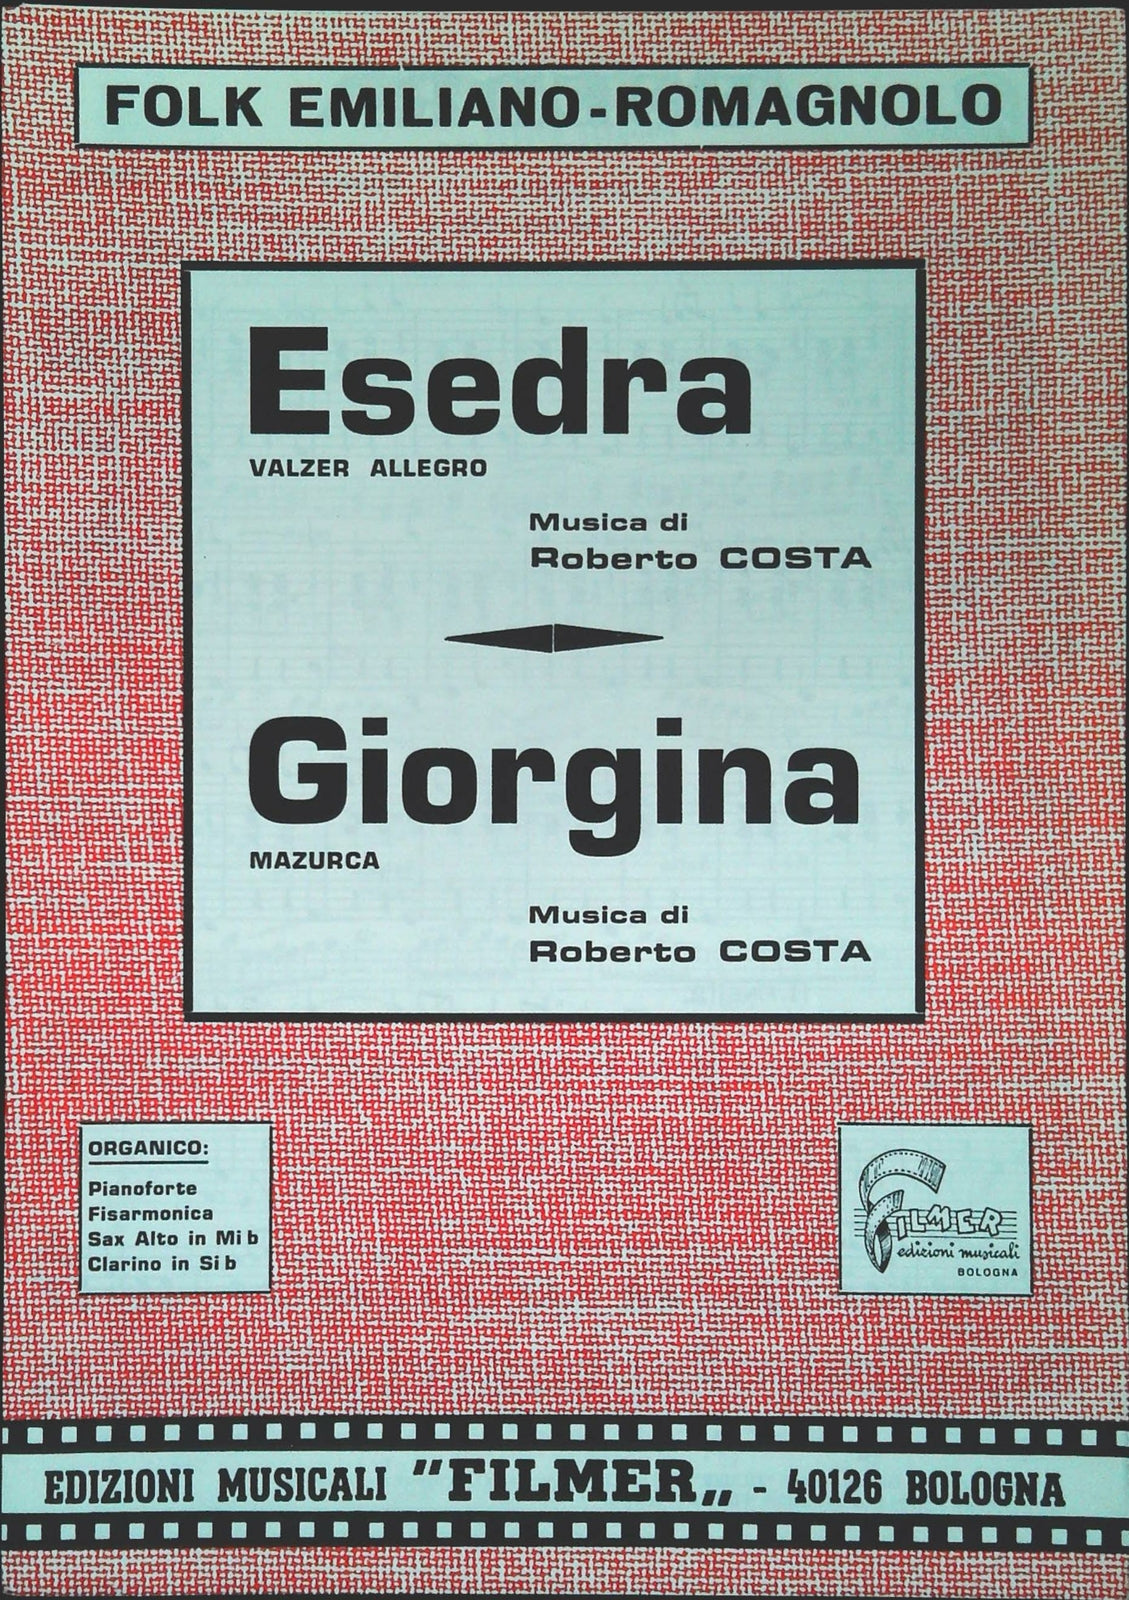 FOLK EMILIANO-ROMAGNOLO
Esedra
VALZER ALLEGRO
Musica di
Roberto COSTA
Giorgina
MAZURCA
Musica di
Roberto COSTA
ORGANICO:
Pianoforte
Fisarmonica
Sax Alto in Mi b
Clarino in Si b
FILMER
edizioni musicali
BOLOGNA
EDIZIONI MUSICALI "FILMER„ - 40126 BOLOGNA